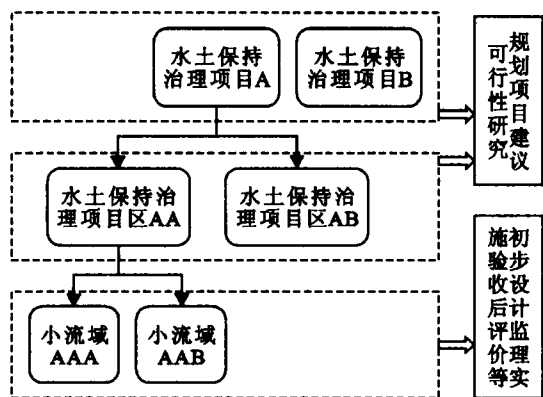 水土保持
治理项目A
水土保持
治理项目B
规划项目建议
可行性研究
水土保持治
理项目区AA
水土保持治
理项目区AB
初步设计监理实
施验收后评价等
小流域
AAA
小流域
AAB